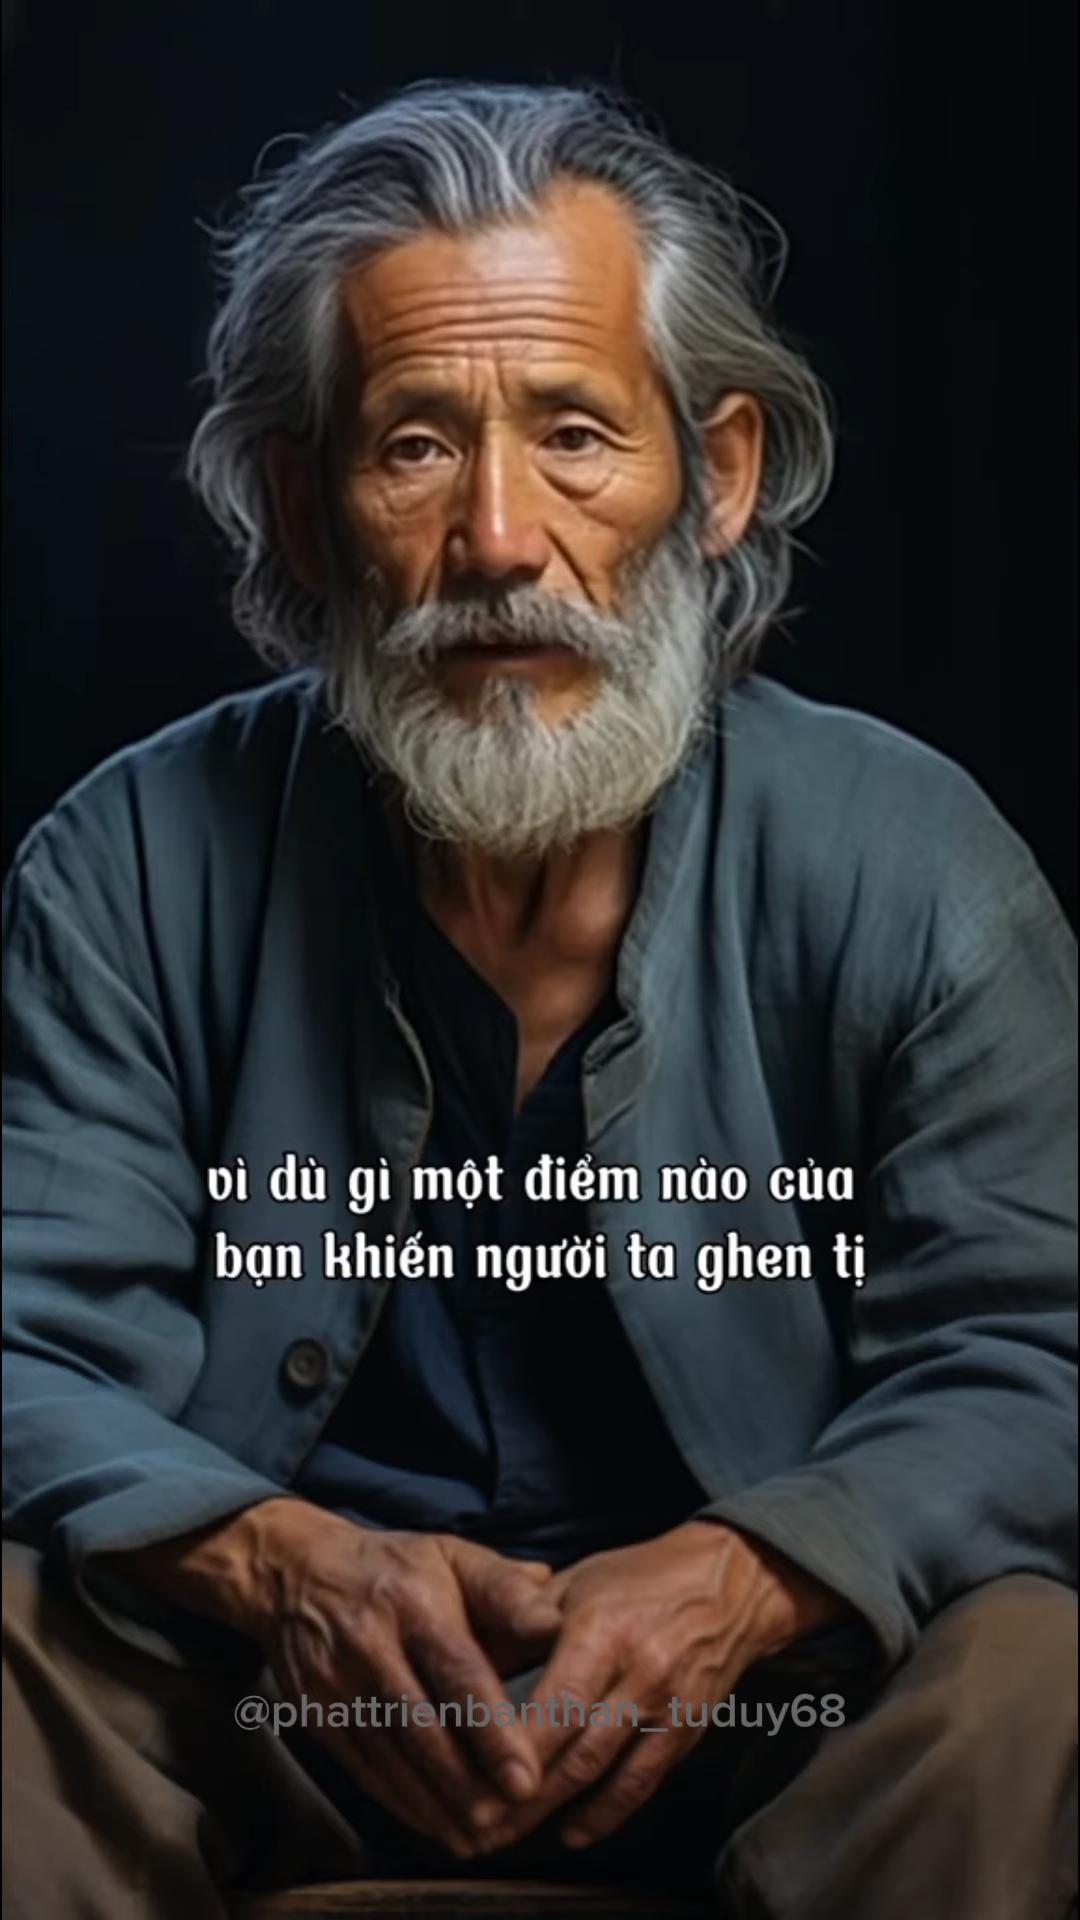 vì dù gì một điểm nào của
bạn khiến người ta ghen tị
@phattrienbanthan_tuduy68